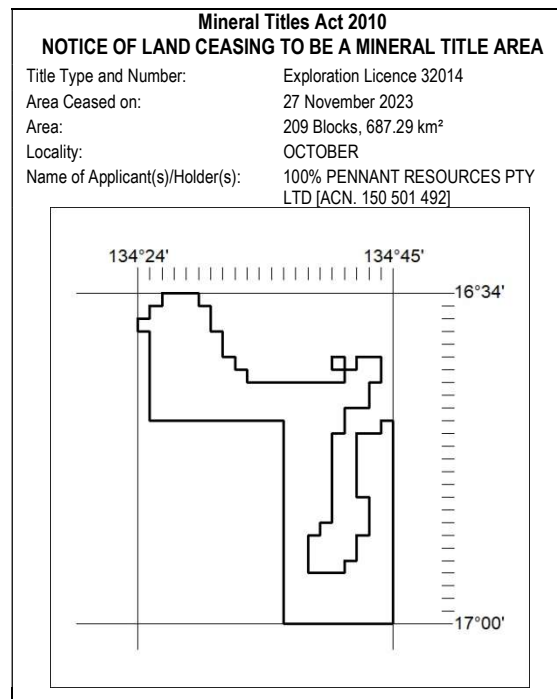 Mineral Titles Act 2010
NOTICE OF LAND CEASING TO BE A MINERAL TITLE AREA
Title Type and Number: Exploration Licence 32014
Area Ceased on: 27 November 2023
Area: 209 Blocks, 687.29 km²
Locality: OCTOBER
Name of Applicant(s)/Holder(s): 100% PENNANT RESOURCES PTY
LTD [ACN. 150 501 492]
134°24' 134°45'
16°34'
17°00'